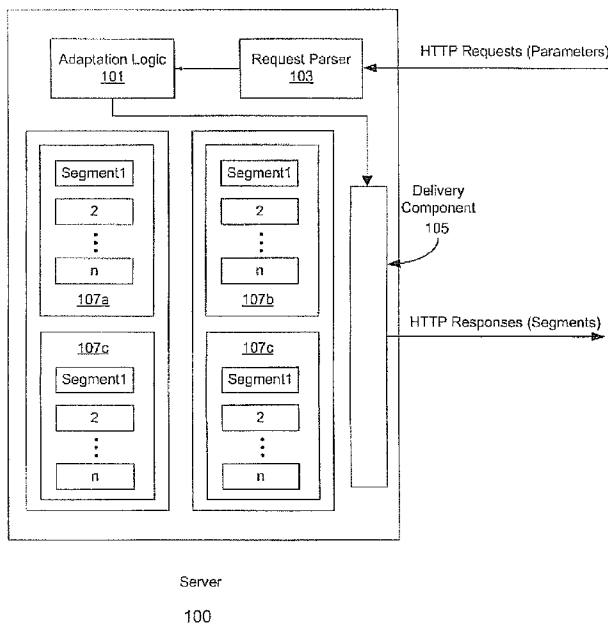 Adaptation Logic
101
Request Parser
103
HTTP Requests (Parameters)
Segment1
2
n
107a
Segment1
2
n
107b
Delivery
Component
105
HTTP Responses (Segments)
107c
Segment1
2
n
107c
Segment1
2
n
Server
100